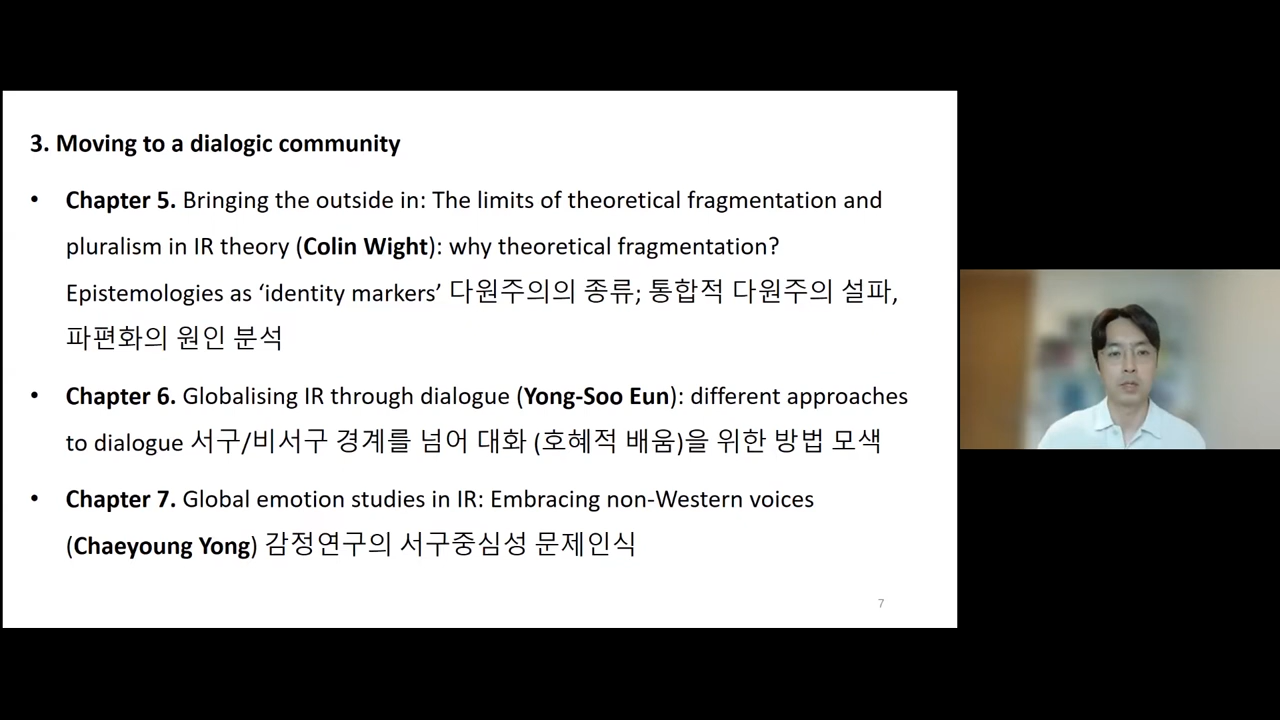 3. Moving to a dialogic community
• Chapter 5. Bringing the outside in: The limits of theoretical fragmentation and
pluralism in IR theory (Colin Wight): why theoretical fragmentation?
Epistemologies as ‘identity markers’ 다원주의의 종류; 통합적 다원주의 설파,
파편화의 원인 분석
• Chapter 6. Globalising IR through dialogue (Yong-Soo Eun): different approaches
to dialogue 서구/비서구 경계를 넘어 대화 (호혜적 배움)을 위한 방법 모색
• Chapter 7. Global emotion studies in IR: Embracing non-Western voices
(Chaeyoung Yong) 감정연구의 서구중심성 문제인식
7